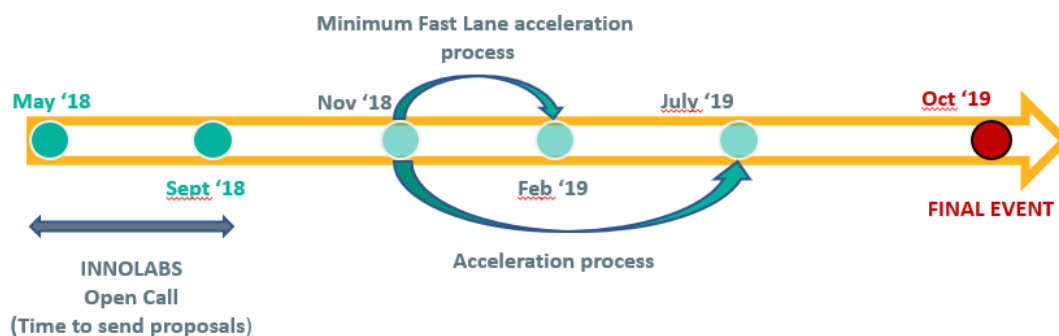 Minimum Fast Lane acceleration
process
May ‘18
Nov ‘18
July ‘19
Oct ‘19
Sept ‘18
Feb ‘19
FINAL EVENT
INNOLABS
Open Call
(Time to send proposals)
Acceleration process